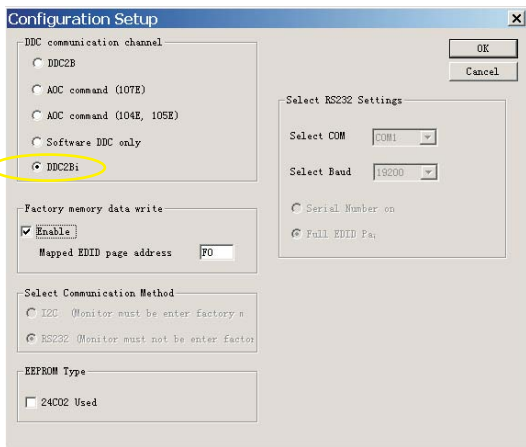 Configuration Setup
DDC communication channel
DDC2B
AOC command (107E)
AOC command (104E, 105E)
Software DDC only
DDC2Bi
Factory memory data write
Enable
Mapped EDID page address F0
Select Communication Method
I2C (Monitor must be enter factory m
RS232 (Monitor must not be enter factor
EEPROM Type
24C02 Used
OK
Cancel
Select RS232 Settings
Select COM COM1
Select Baud 19200
Serial Number on
Full EDID Pa